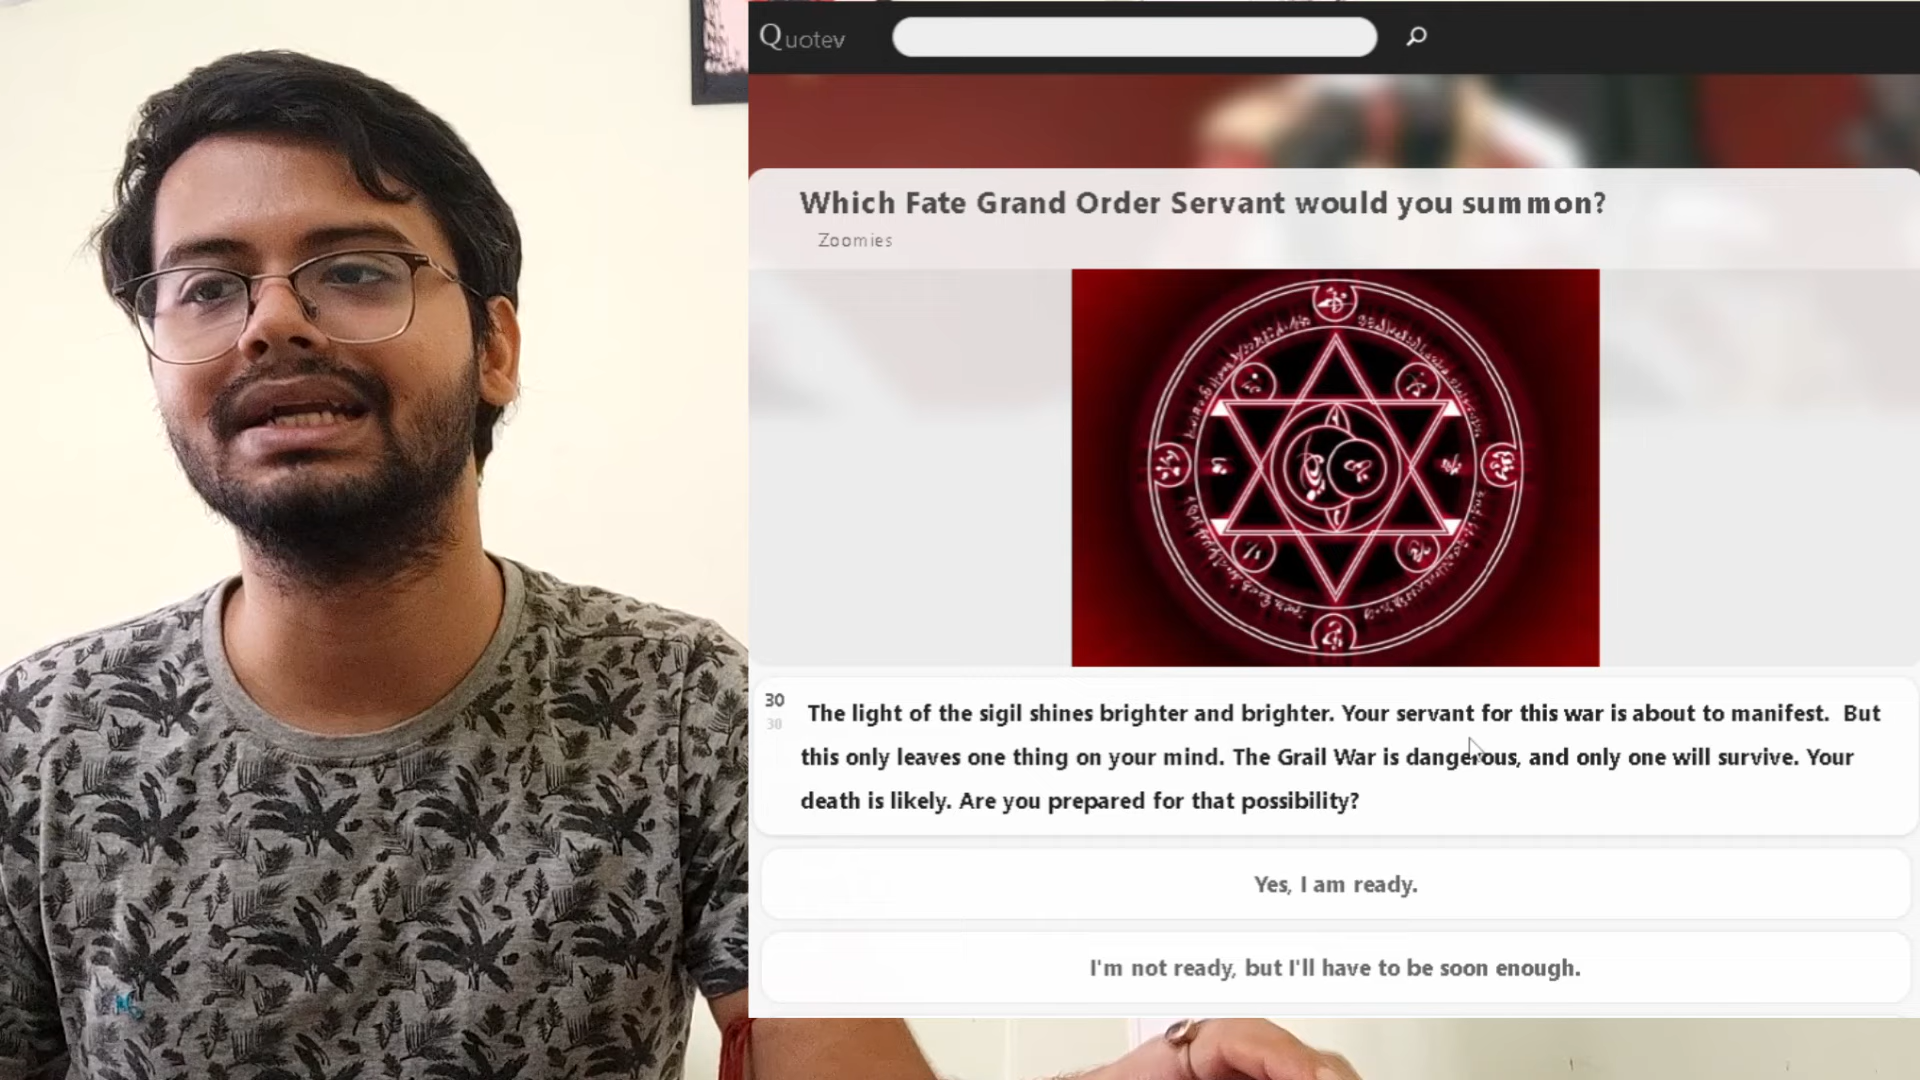 Quotev
Which Fate Grand Order Servant would you summon?
Zoomies
30
30
The light of the sigil shines brighter and brighter. Your servant for this war is about to manifest. But
this only leaves one thing on your mind. The Grail War is dangerous, and only one will survive. Your
death is likely. Are you prepared for that possibility?
Yes, I am ready.
I'm not ready, but I'll have to be soon enough.